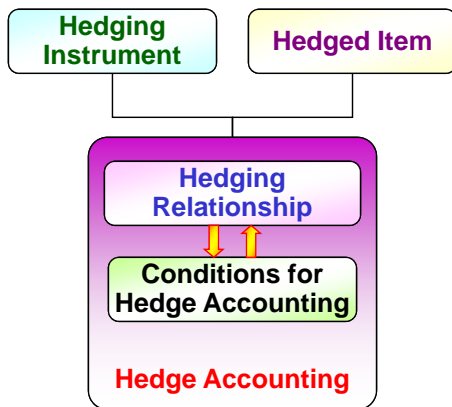 Hedging
Instrument
Hedged Item
Hedging
Relationship
Conditions for
Hedge Accounting
Hedge Accounting